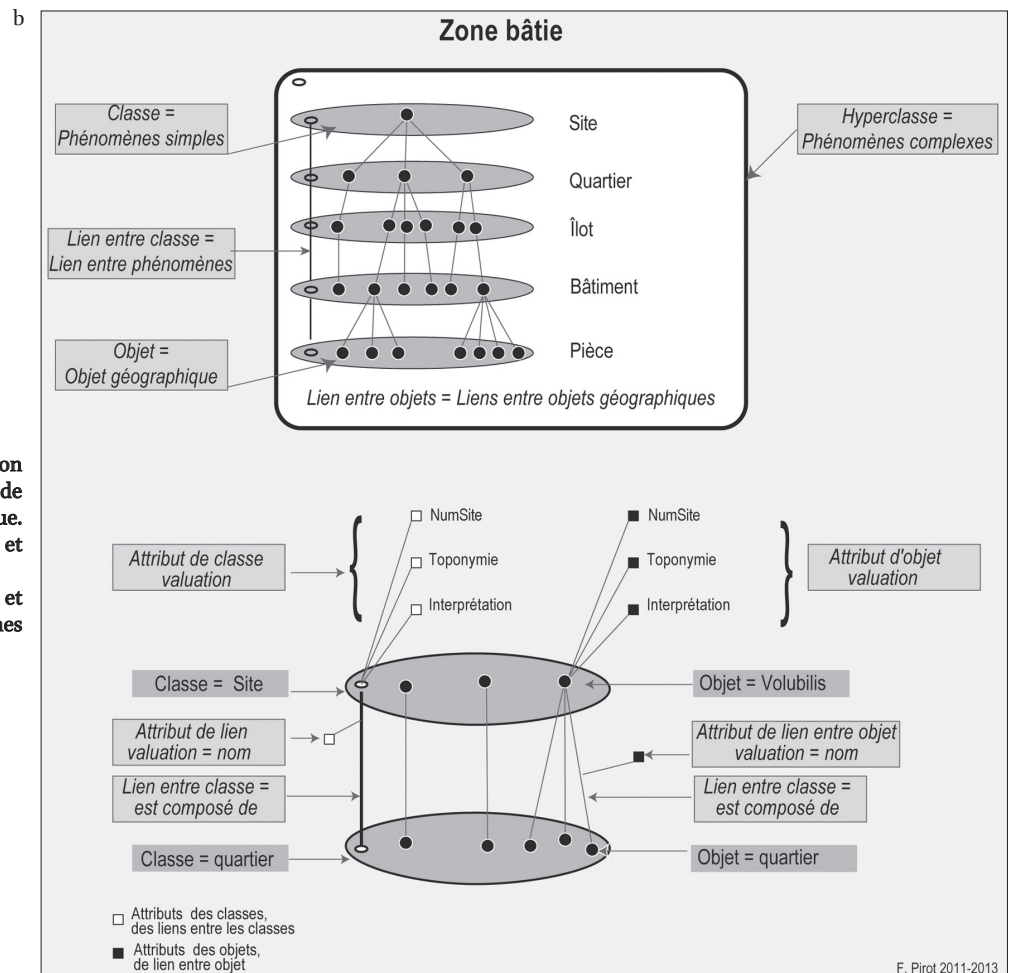 b
Zone bâtie
Classe =
Phénomènes simples
Site
Hyperclasse =
Phénomènes complexes
Quartier
Lien entre classe =
Lien entre phénomènes
Îlot
Bâtiment
Objet =
Objet géographique
Pièce
Lien entre objets = Liens entre objets géographiques
on
de
ue.
et
et
nes
Attribut de classe
valuation
NumSite
Toponymie
Interprétation
NumSite
Toponymie
Interprétation
Attribut d'objet
valuation
Classe = Site
Objet = Volubilis
Attribut de lien
valuation = nom
Attribut de lien entre objet
valuation = nom
Lien entre classe =
est composé de
Lien entre classe =
est composé de
Classe = quartier
Objet = quartier
Attributs des classes,
des liens entre les classes
Attributs des objets,
de lien entre objet
F. Pirot 2011-2013